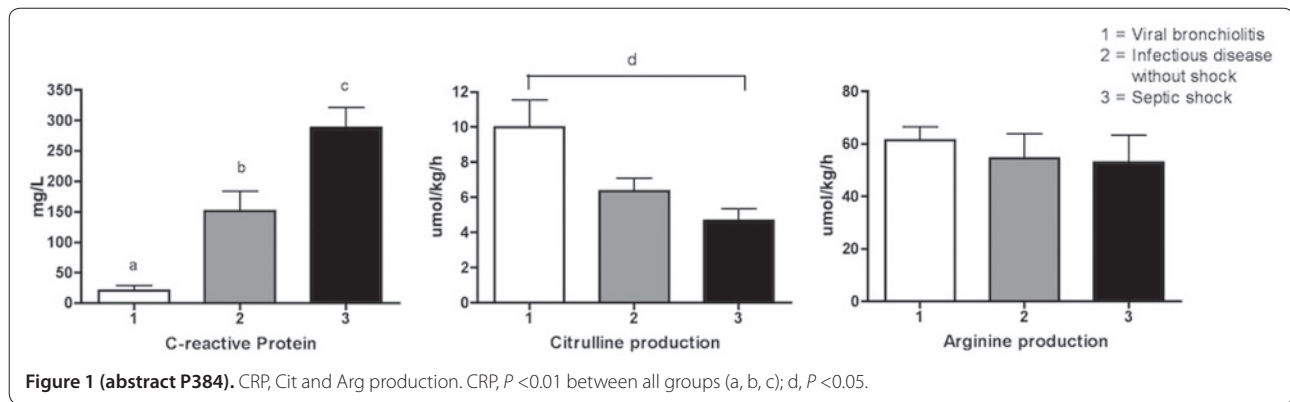 1 = Viral bronchiolitis
2 = Infectious disease
without shock
3 = Septic shock
350
300
250
200
150
100
50
0
mg/L
a
b
c
1
2
3
C-reactive Protein
12
10
8
6
4
2
0
umol/kg/h
d
1
2
3
Citrulline production
80
60
40
20
0
umol/kg/h
1
2
3
Arginine production
Figure 1 (abstract P384). CRP, Cit and Arg production. CRP, P <0.01 between all groups (a, b, c); d, P <0.05.